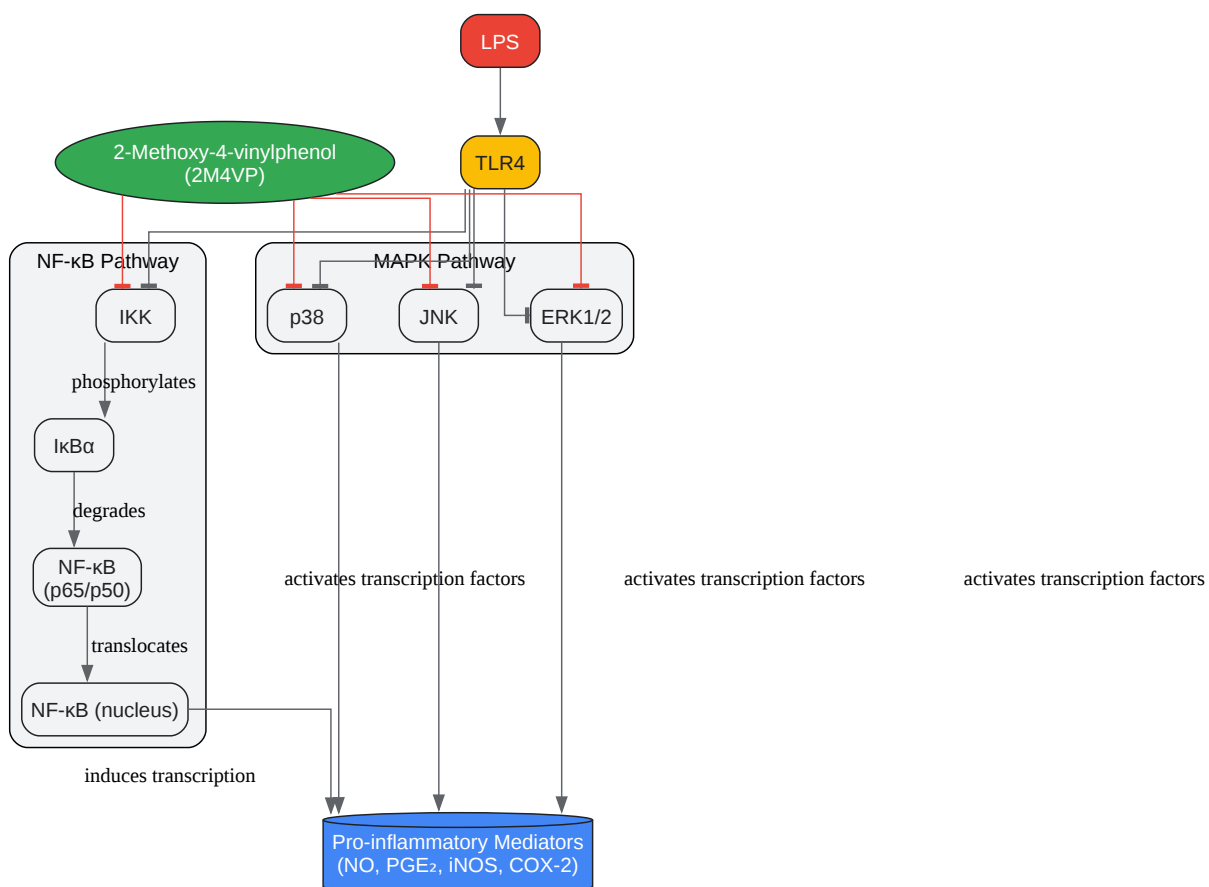 LPS
2-Methoxy-4-vinylphenol
(2M4VP)
TLR4
NF-κB Pathway
MAPK Pathway
IKK
p38
JNK
ERK1/2
phosphorylates
IκBα
degrades
NF-κB
(p65/p50)
activates transcription factors
activates transcription factors
activates transcription factors
translocates
NF-κB (nucleus)
induces transcription
Pro-inflammatory Mediators
(NO, PGE₂, iNOS, COX-2)